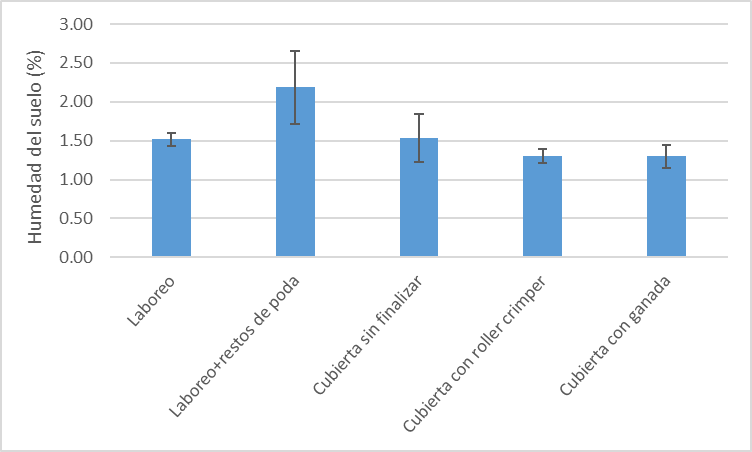 3.00
2.50
2.00
1.50
1.00
0.50
0.00
Humedad del suelo (%)
Laboreo
Laboreo+restos de poda
Cubierta sin finalizar
Cubierta con roller crimper
Cubierta con ganada